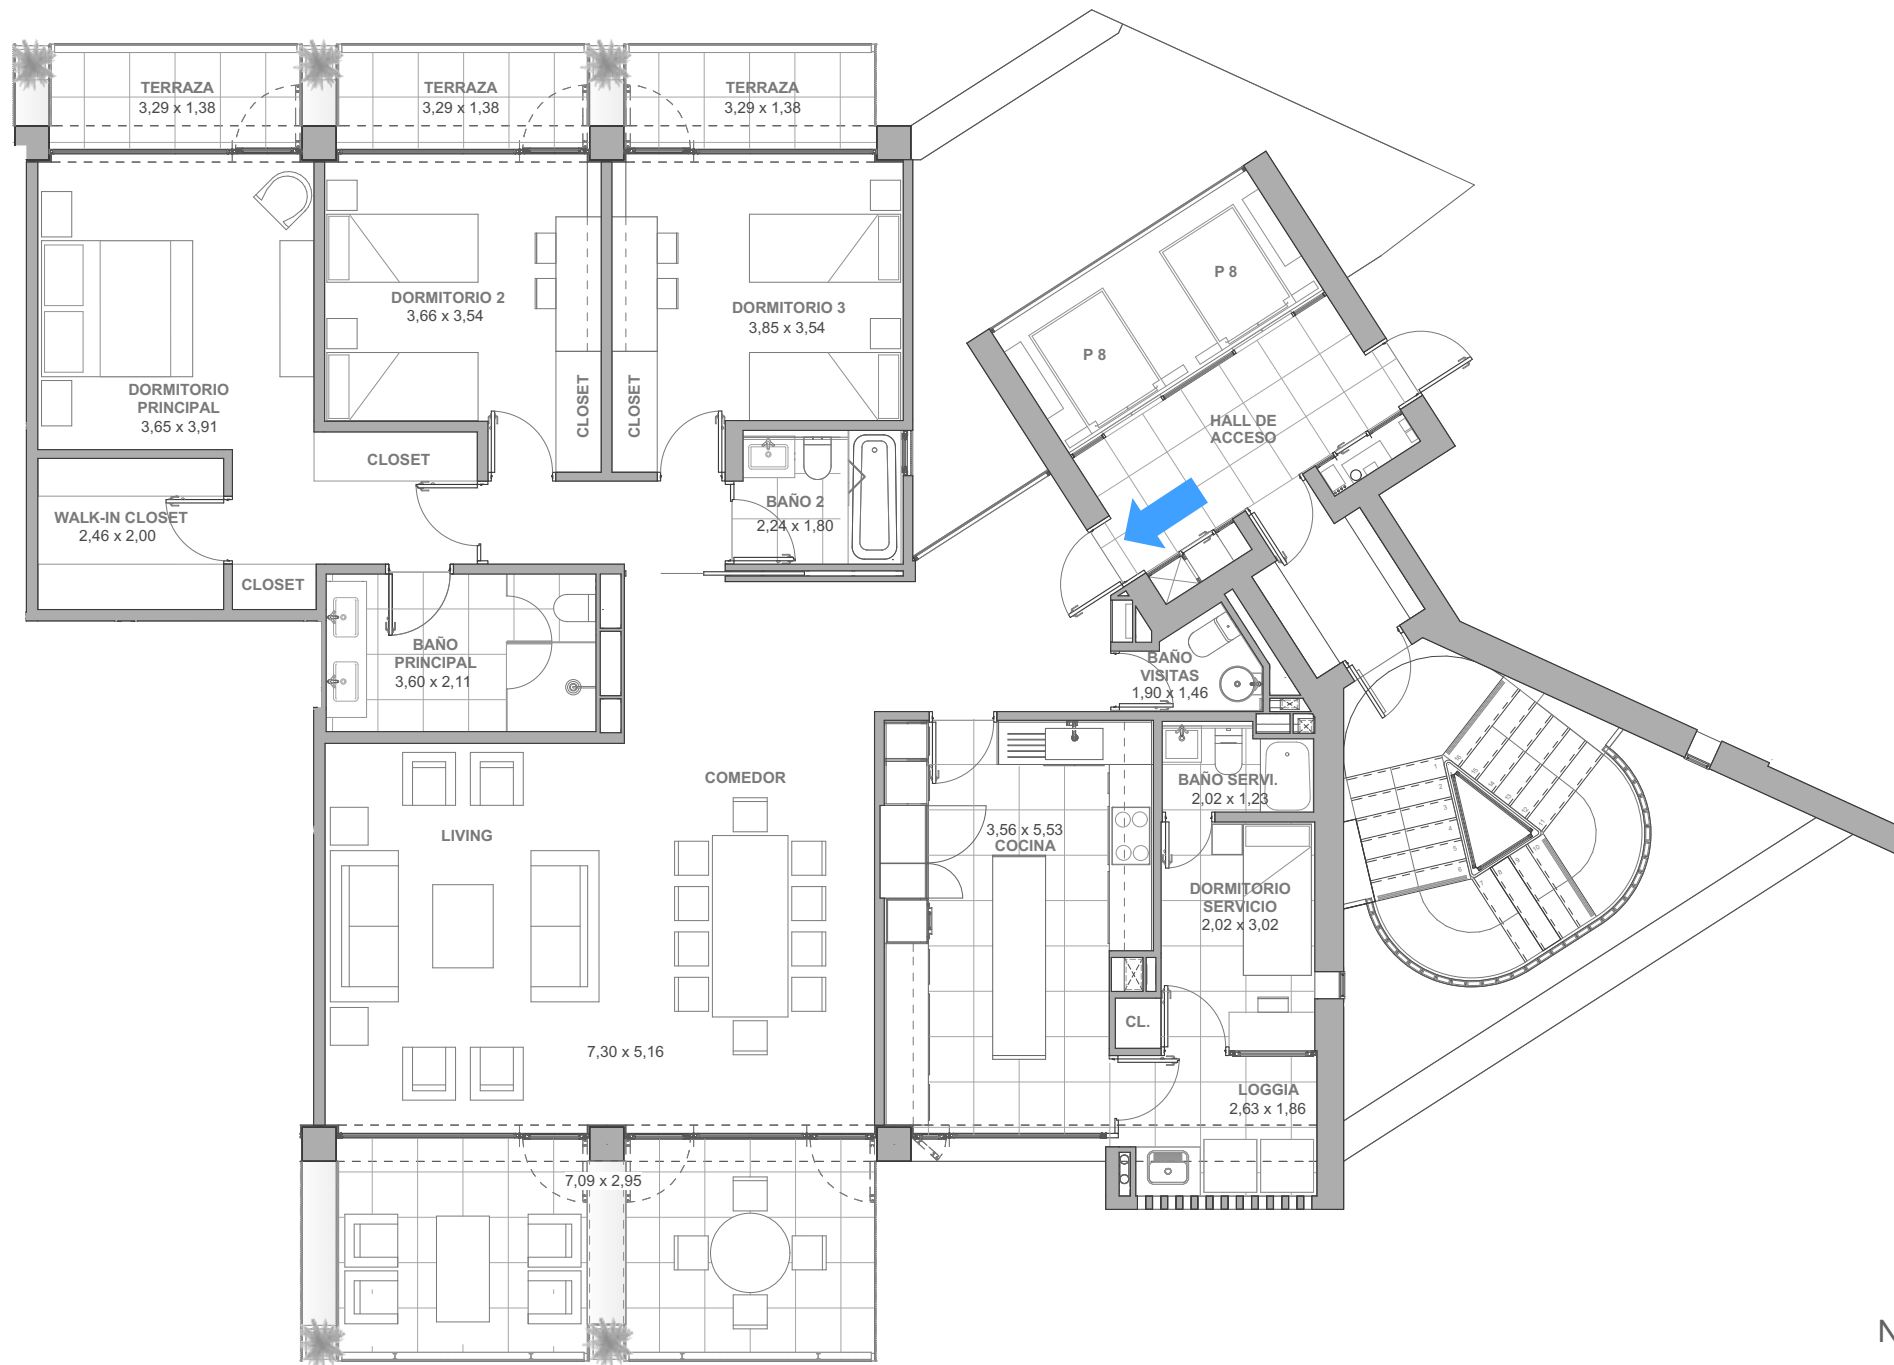 TERRAZA
3,29 x 1,38
TERRAZA
3,29 x 1,38
TERRAZA
3,29 x 1,38
P 8
P 8
DORMITORIO 2
3,66 x 3,54
DORMITORIO 3
3,85 x 3,54
DORMITORIO
PRINCIPAL
3,65 x 3,91
CLOSET
CLOSET
HALL DE
ACCESO
CLOSET
WALK-IN CLOSET
2,46 x 2,00
BAÑO 2
2,24 x 1,80
CLOSET
BAÑO
PRINCIPAL
3,60 x 2,11
BAÑO
VISITAS
1,90 x 1,46
COMEDOR
LIVING
BAÑO SERVI.
2,02 x 1,23
3,56 x 5,53
COCINA
DORMITORIO
SERVICIO
2,02 x 3,02
CL.
7,30 x 5,16
LOGGIA
2,63 x 1,86
7,09 x 2,95
N